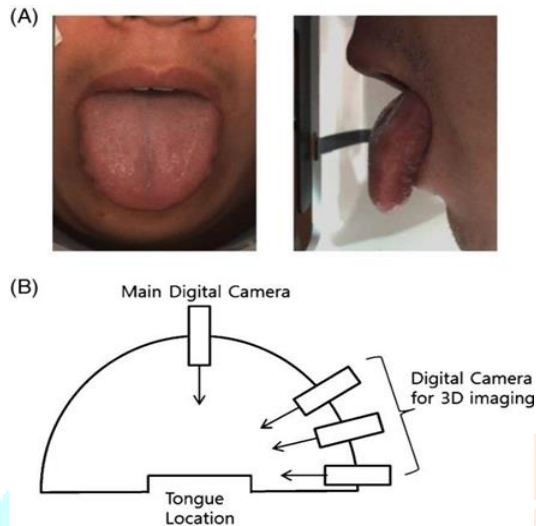 (A)
(B)
Main Digital Camera
Digital Camera
for 3D imaging
Tongue
Location